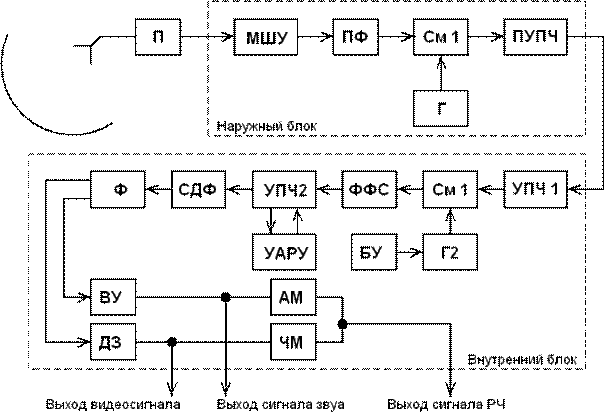 П
МШУ
ПФ
См 1
ПУПЧ
Г
Наружный блок
Ф
СДФ
УПЧ2
ФФС
См 1
УПЧ 1
УАРУ
БУ
Г2
ВУ
АМ
ДЗ
ЧМ
Внутренний блок
Выход видеосигнала
Выход сигнала звуа
Выход сигнала РЧ